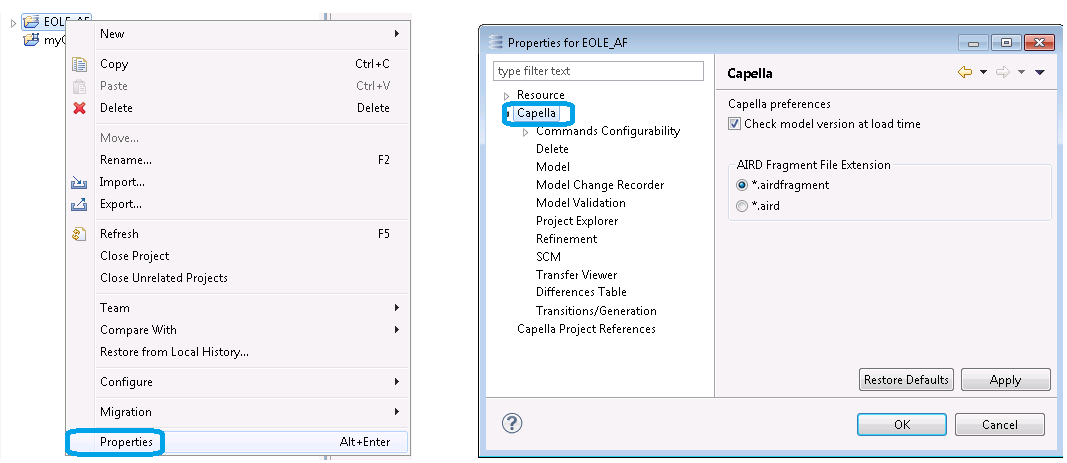 EOLE_AF
New
Copy Ctrl+C
Paste Ctrl+V
Delete Delete
Move...
Rename... F2
Import...
Export...
Refresh F5
Close Project
Close Unrelated Projects
Team
Compare With
Restore from Local History...
Configure
Migration
Properties Alt+Enter
Properties for EOLE_AF
type filter text
Resource
Capella
Commands Configurability
Delete
Model
Model Change Recorder
Model Validation
Project Explorer
Refinement
SCM
Transfer Viewer
Differences Table
Transitions/Generation
Capella Project References
Capella
Capella preferences
Check model version at load time
AIRD Fragment File Extension
*.airdfragment
*.aird
Restore Defaults Apply
OK Cancel